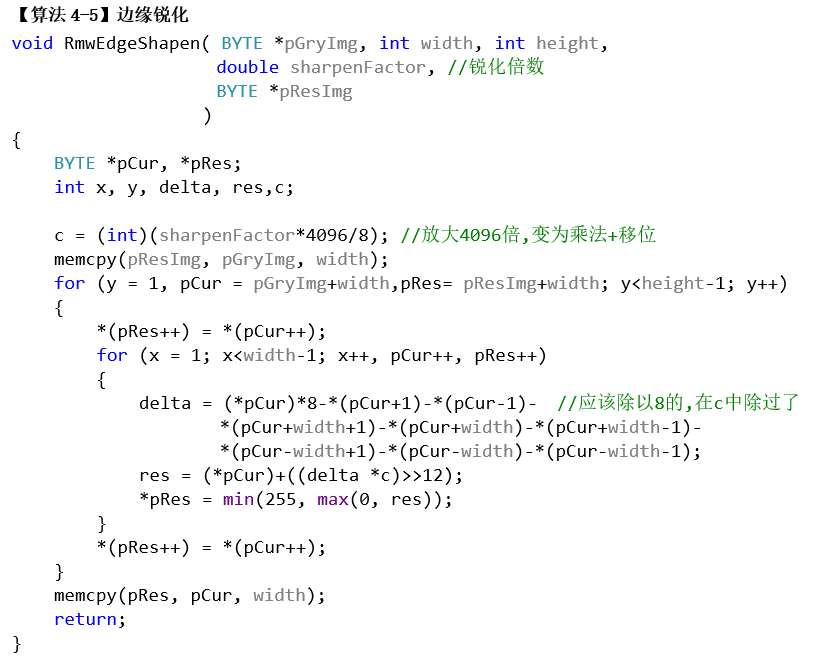 【算法 4-5】边缘锐化
void RmwEdgeShapen( BYTE *pGryImg, int width, int height,
                   double sharpenFactor, //锐化倍数
                   BYTE *pResImg
                  )
{
    BYTE *pCur, *pRes;
    int x, y, delta, res,c;

    c = (int)(sharpenFactor*4096/8); //放大4096倍,变为乘法+移位
    memcpy(pResImg, pGryImg, width);
    for (y = 1, pCur = pGryImg+width,pRes= pResImg+width; y<height-1; y++)
    {
        *(pRes++) = *(pCur++);
        for (x = 1; x<width-1; x++, pCur++, pRes++)
        {
            delta = (*pCur)*8-*(pCur+1)-*(pCur-1)-  //应该除以8的,在c中除过了
                    *(pCur+width+1)-*(pCur+width)-*(pCur+width-1)-
                    *(pCur-width+1)-*(pCur-width)-*(pCur-width-1);
            res = (*pCur)+((delta *c)>>12);
            *pRes = min(255, max(0, res));
        }
        *(pRes++) = *(pCur++);
    }
    memcpy(pRes, pCur, width);
    return;
}